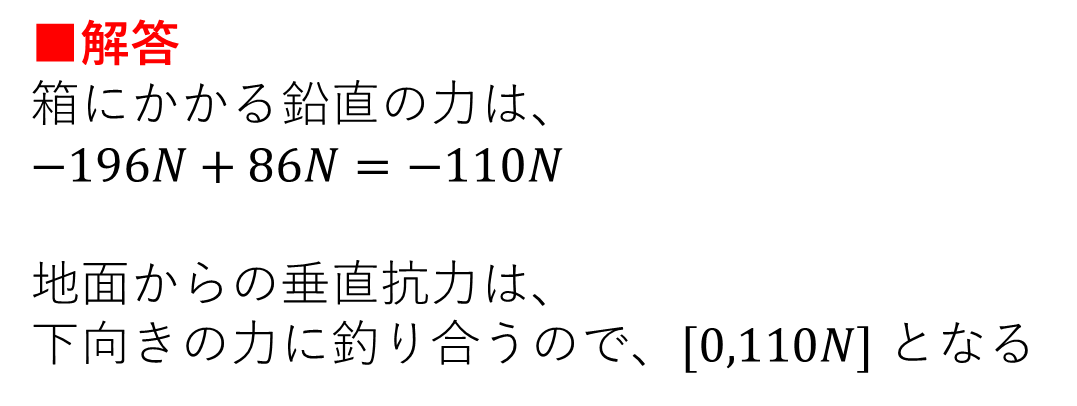 ■解答
箱にかかる鉛直の力は、
−196N + 86N = −110N
地面からの垂直抗力は、
下向きの力に釣り合うので、[0,110N] となる